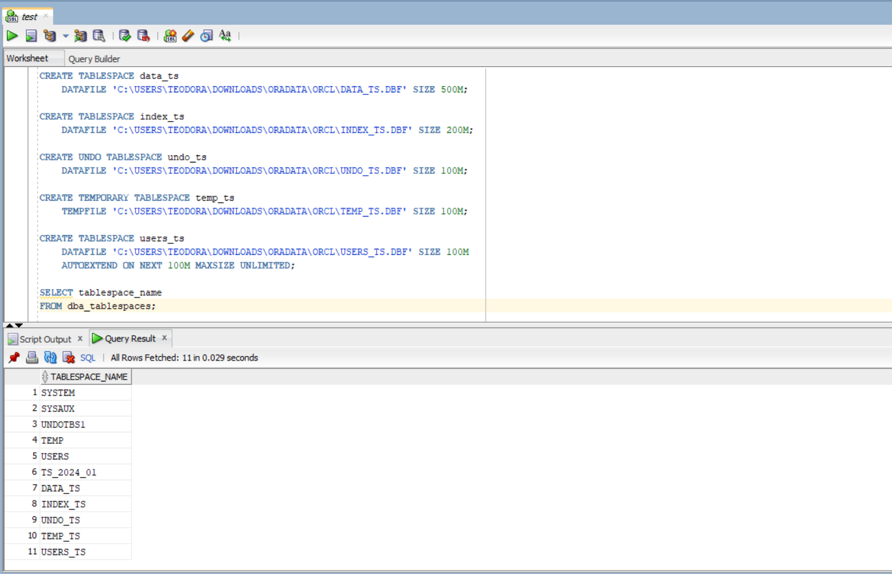 test
Worksheet Query Builder
CREATE TABLESPACE data_ts
DATAFILE 'C:\USERS\TEODORA\DOWNLOADS\ORADATA\ORCL\DATA_TS.DBF' SIZE 500M;
CREATE TABLESPACE index_ts
DATAFILE 'C:\USERS\TEODORA\DOWNLOADS\ORADATA\ORCL\INDEX_TS.DBF' SIZE 200M;
CREATE UNDO TABLESPACE undo_ts
DATAFILE 'C:\USERS\TEODORA\DOWNLOADS\ORADATA\ORCL\UNDO_TS.DBF' SIZE 100M;
CREATE TEMPORARY TABLESPACE temp_ts
TEMPFILE 'C:\USERS\TEODORA\DOWNLOADS\ORADATA\ORCL\TEMP_TS.DBF' SIZE 100M;
CREATE TABLESPACE users_ts
DATAFILE 'C:\USERS\TEODORA\DOWNLOADS\ORADATA\ORCL\USERS_TS.DBF' SIZE 100M
AUTOEXTEND ON NEXT 100M MAXSIZE UNLIMITED;
SELECT tablespace_name
FROM dba_tablespaces;
Script Output x Query Result x
SQL | All Rows Fetched: 11 in 0.029 seconds
TABLESPACE_NAME
1 SYSTEM
2 SYSAUX
3 UNDOTBS1
4 TEMP
5 USERS
6 TS_2024_01
7 DATA_TS
8 INDEX_TS
9 UNDO_TS
10 TEMP_TS
11 USERS_TS